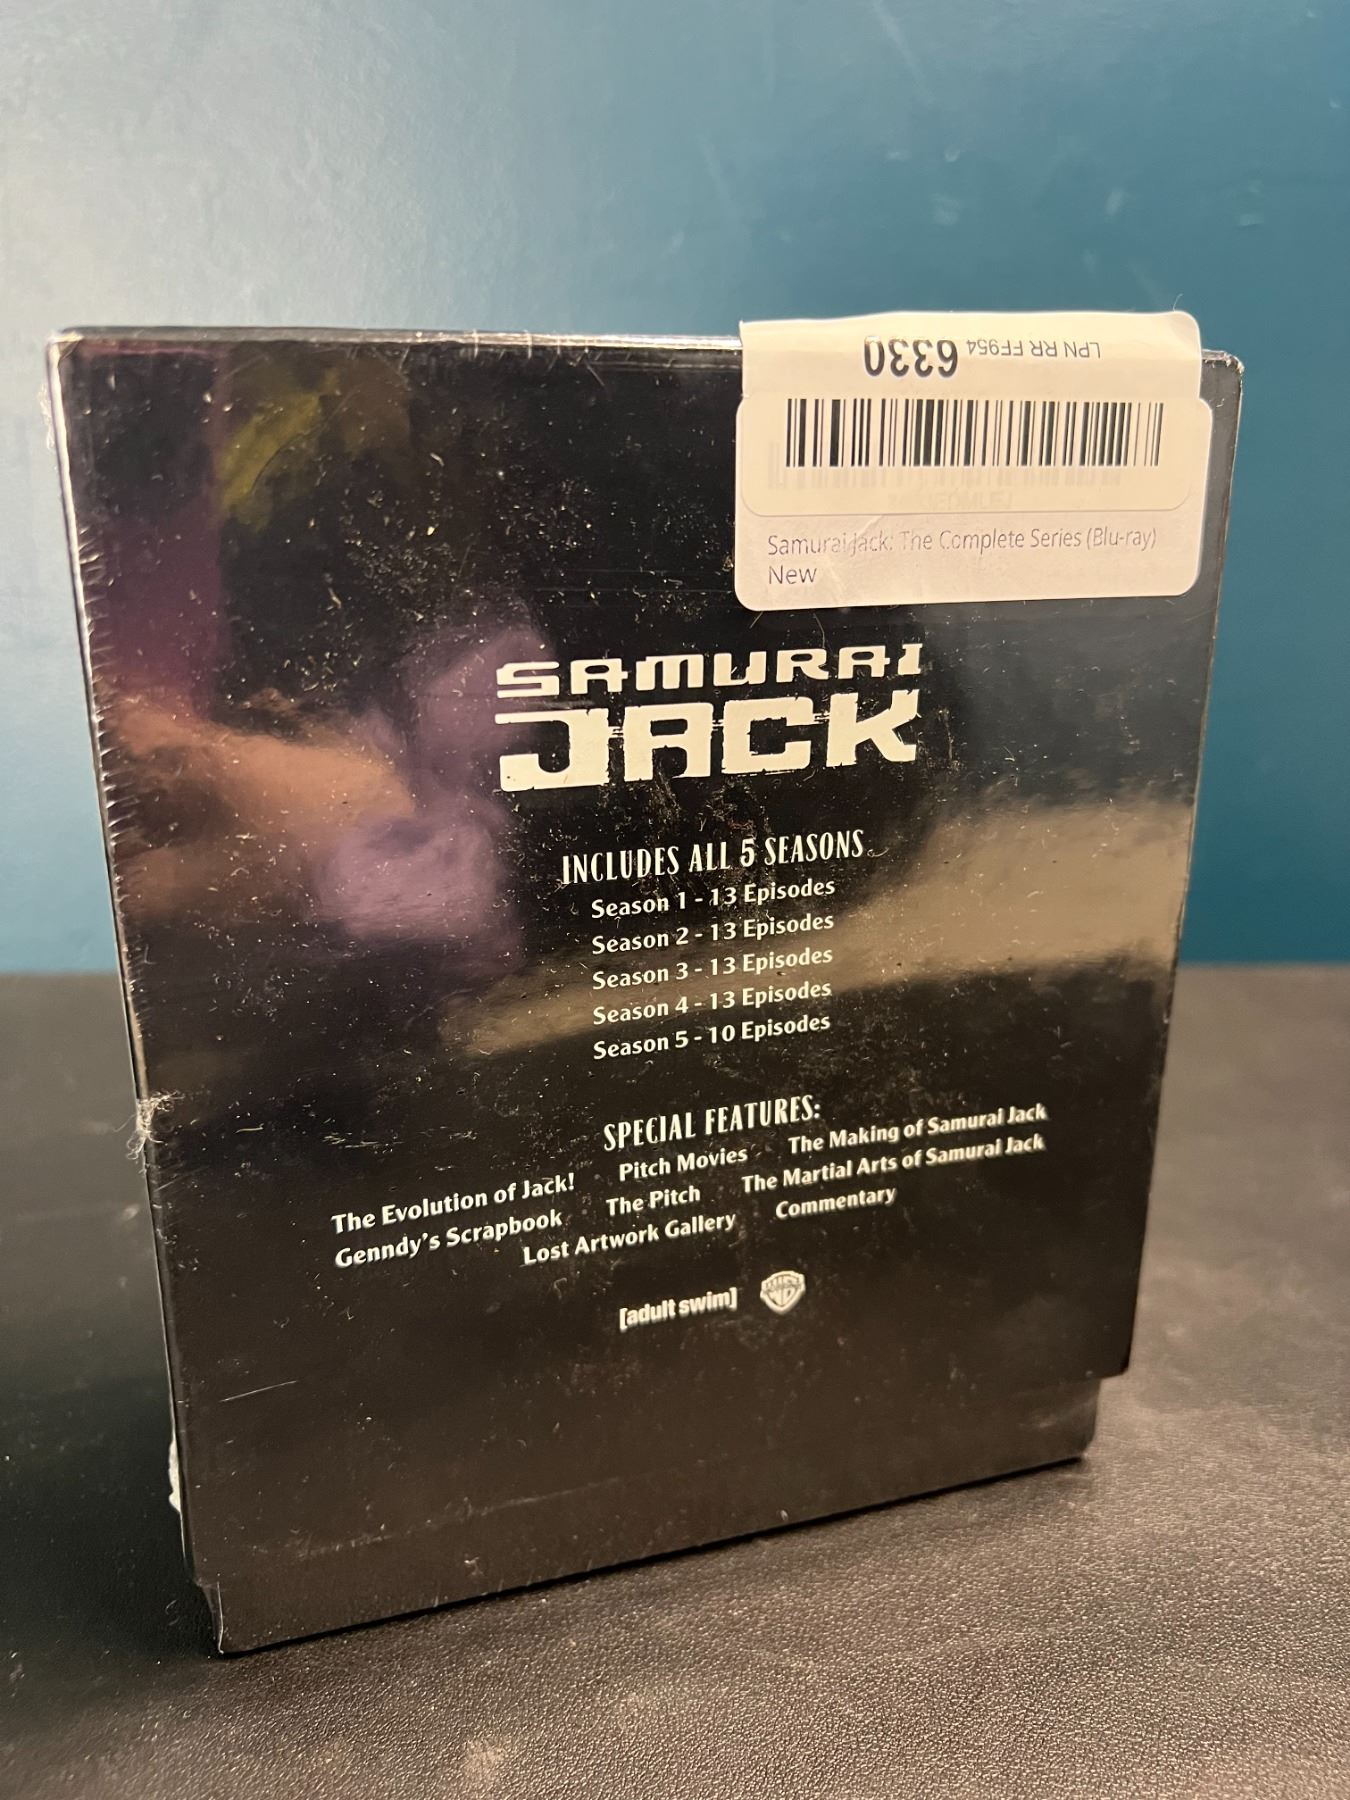 LPN RR FF954 6330
Samurai Jack: The Complete Series (Blu-ray)
New
SAMURAI
JACK
INCLUDES ALL 5 SEASONS
Season 1 - 13 Episodes
Season 2 - 13 Episodes
Season 3 - 13 Episodes
Season 4 - 13 Episodes
Season 5 - 10 Episodes
SPECIAL FEATURES:
The Evolution of Jack! Pitch Movies The Making of Samurai Jack
Genndy's Scrapbook The Pitch The Martial Arts of Samurai Jack
Lost Artwork Gallery Commentary
[adult swim] WB